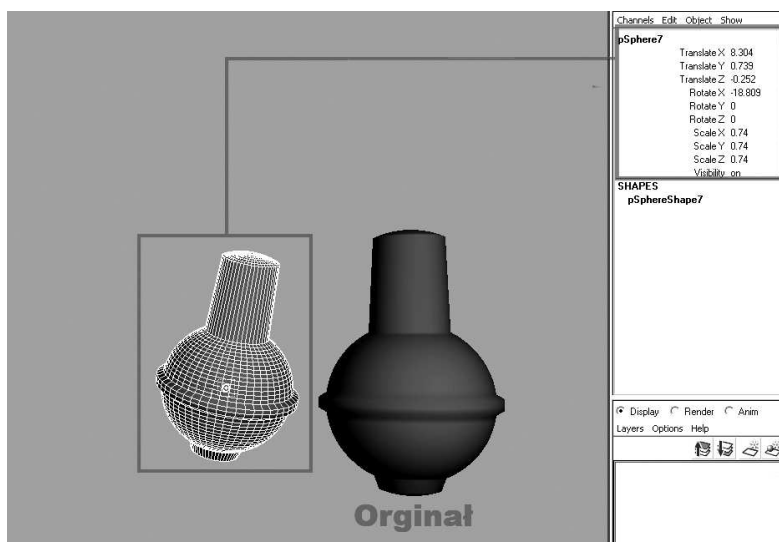 Channels Edit Object Show
pSphere7
Translate X 8.304
Translate Y 0.739
Translate Z -0.252
Rotate X -18.809
Rotate Y 0
Rotate Z 0
Scale X 0.74
Scale Y 0.74
Scale Z 0.74
Visibility on
SHAPES
pSphereShape7
Display Render Anim
Layers Options Help
Orginał